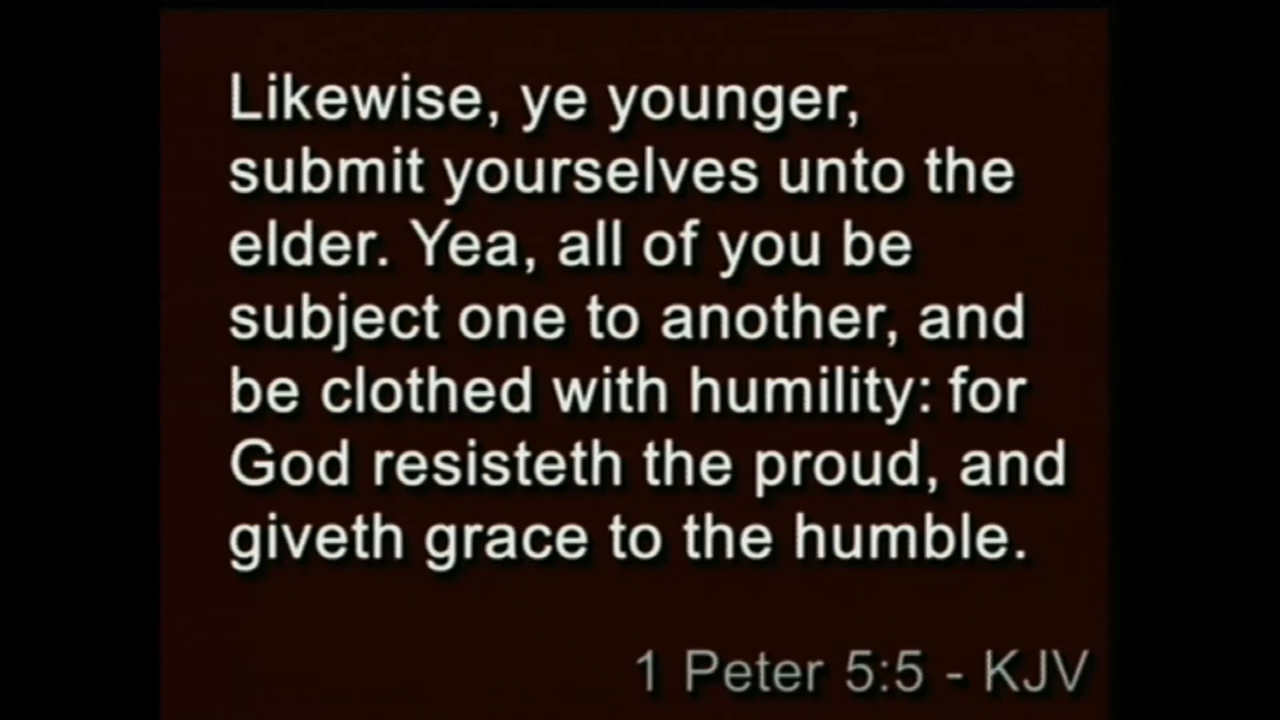 Likewise, ye younger,
submit yourselves unto the
elder. Yea, all of you be
subject one to another, and
be clothed with humility: for
God resisteth the proud, and
giveth grace to the humble.
1 Peter 5:5 - KJV